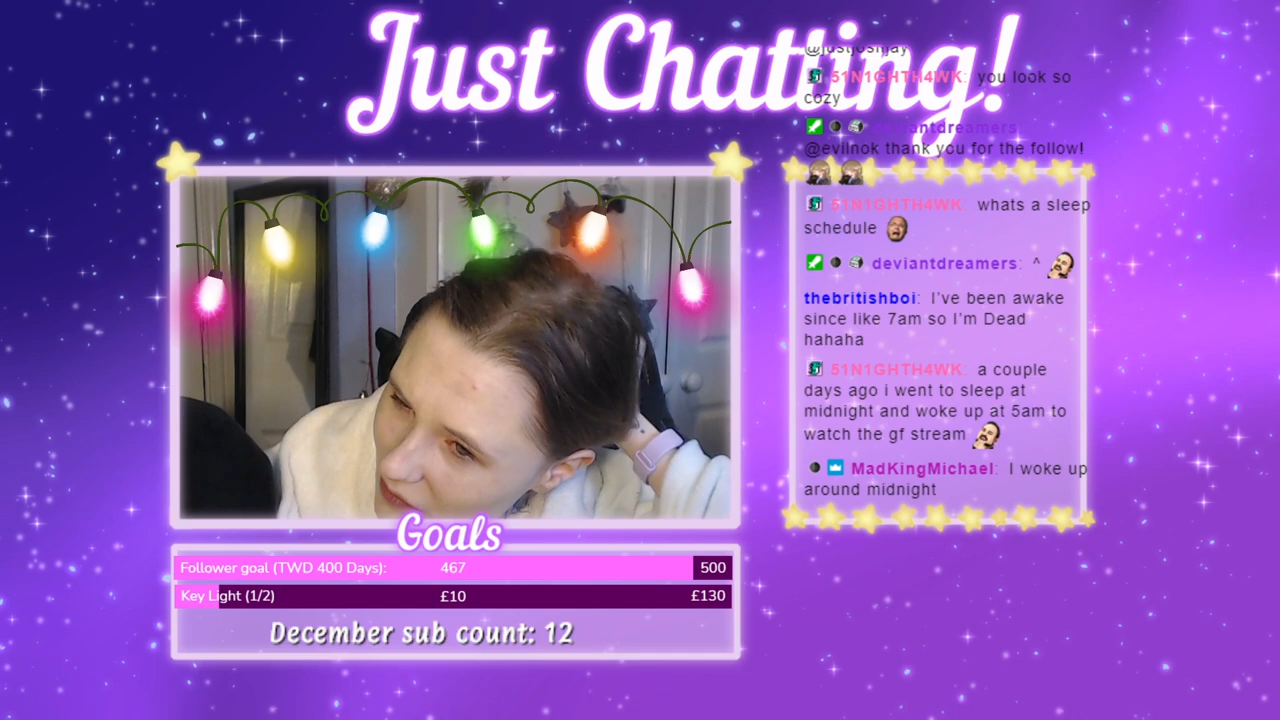 Just Chatting!
@justjoshjay
51N1GHTH4WK: you look so
cozy
deviantdreamers:
@evilnok thank you for the follow!
51N1GHTH4WK: whats a sleep
schedule
deviantdreamers: ^
thebritishboi: I've been awake
since like 7am so I'm Dead
hahaha
51N1GHTH4WK: a couple
days ago i went to sleep at
midnight and woke up at 5am to
watch the gf stream
MadKingMichael: I woke up
around midnight
Goals
Follower goal (TWD 400 Days): 467 500
Key Light (1/2) £10 £130
December sub count: 12